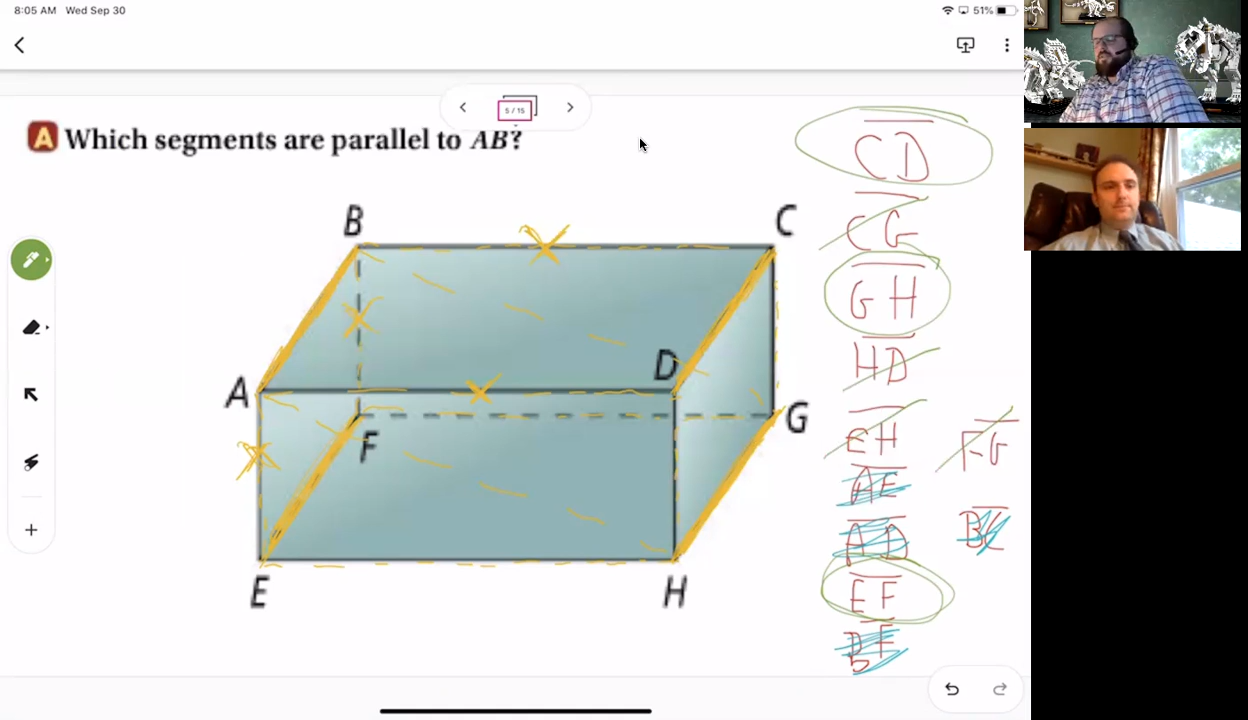 8:05 AM Wed Sep 30
51%
5 / 15
A Which segments are parallel to AB?
B
C
A
D
F
G
E
H
CD
CG
GH
HD
EH
FG
AE
AD
BC
EF
BF